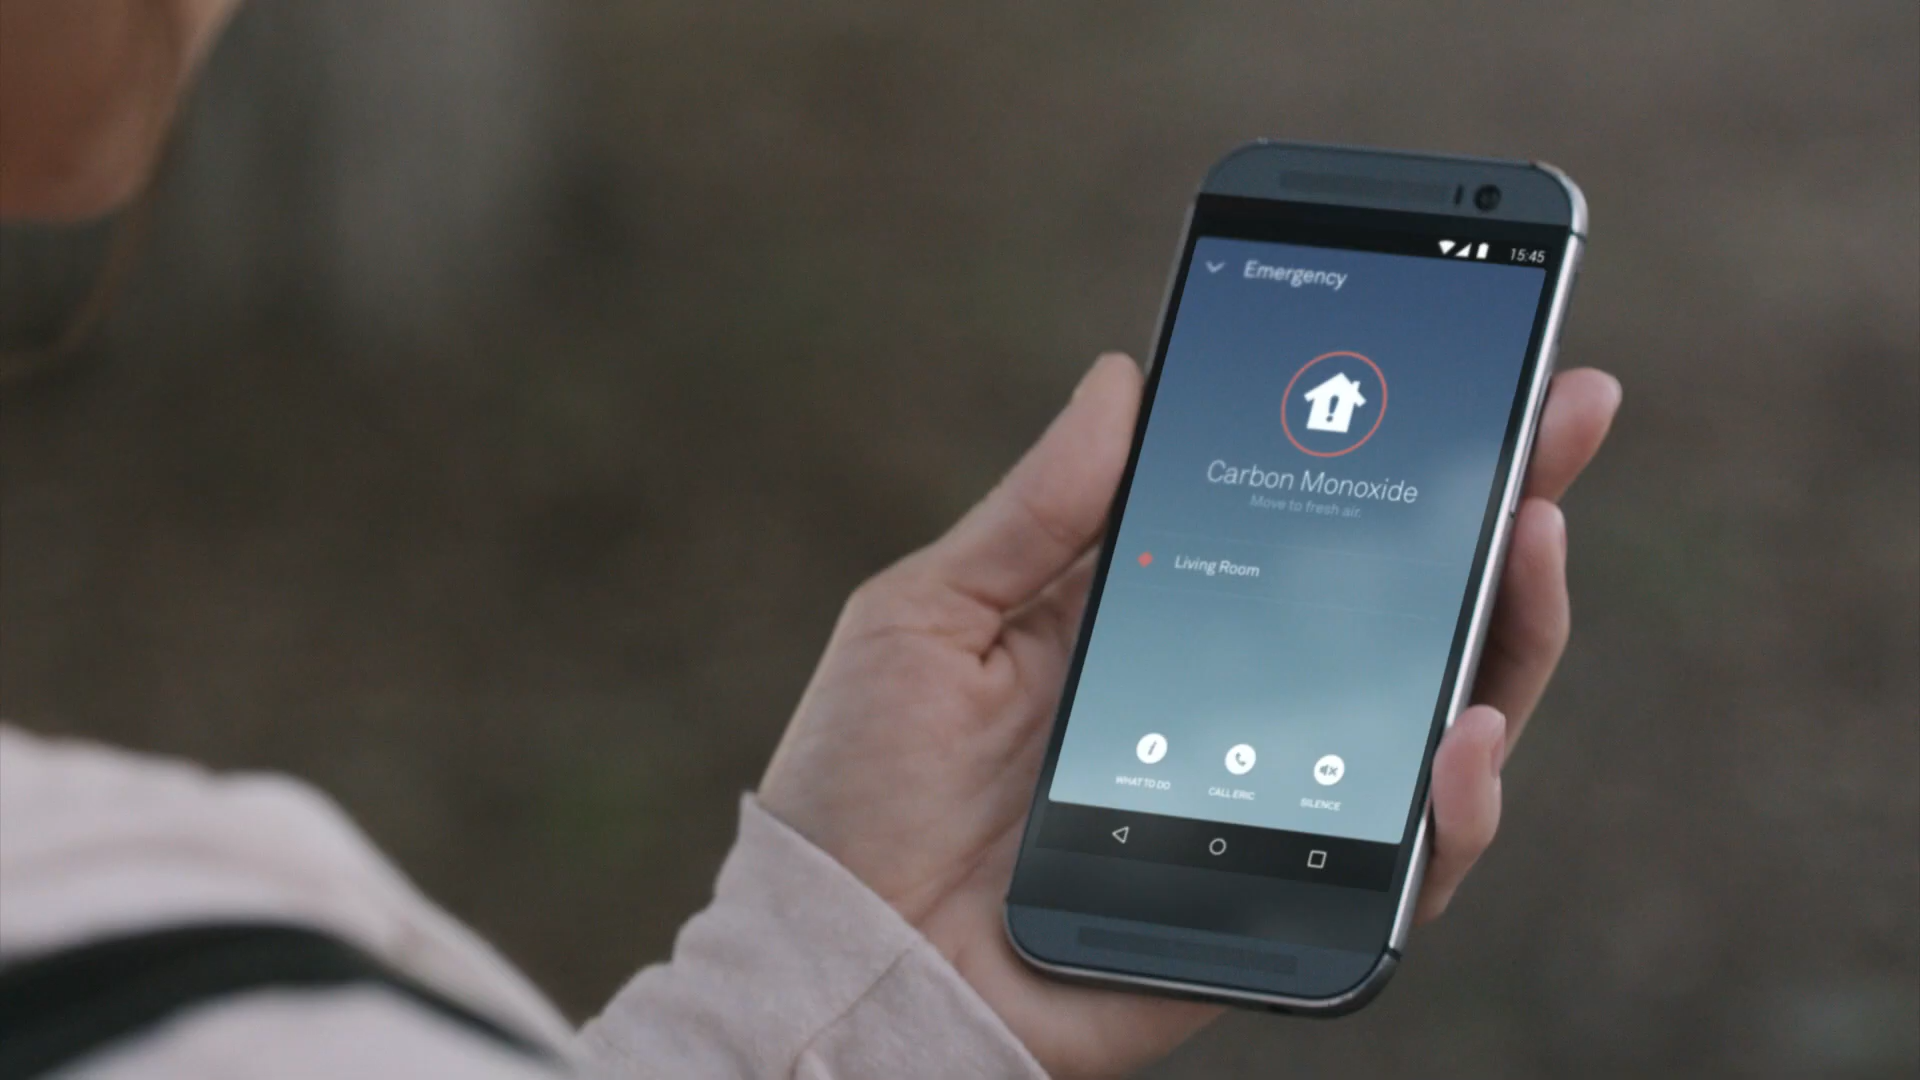 15:45
Emergency
Carbon Monoxide
Move to fresh air.
Living Room
WHAT TO DO
CALL ERIC
SILENCE